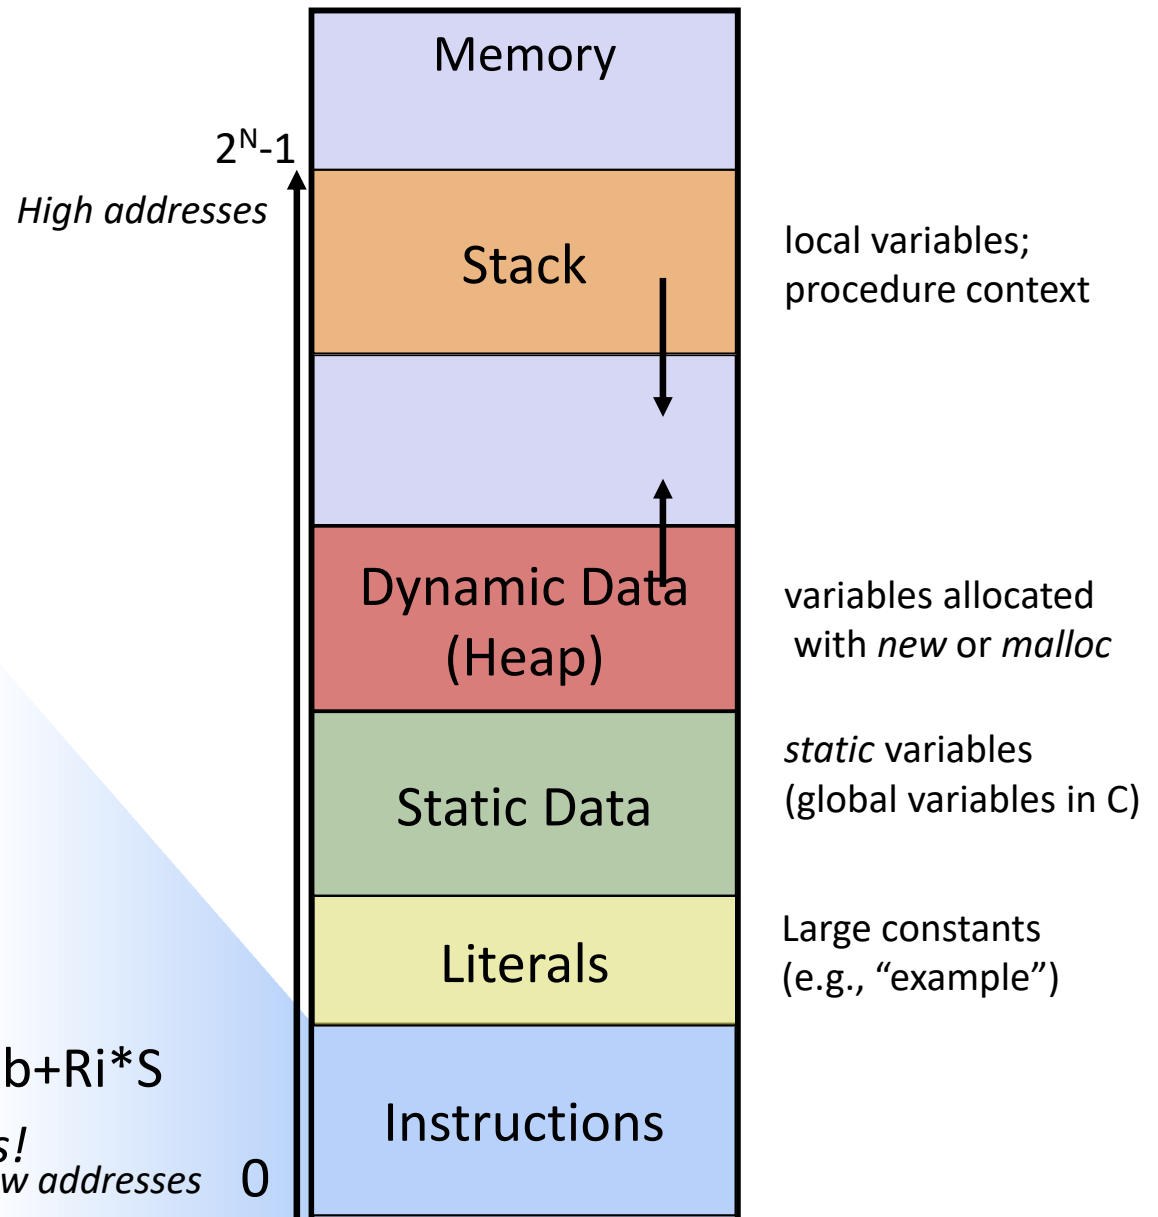 Memory
2^N-1
High addresses
Stack
local variables;
procedure context
Dynamic Data
(Heap)
variables allocated
with new or malloc
Static Data
static variables
(global variables in C)
Literals
Large constants
(e.g., “example”)
b+Ri*S
Instructions
s!
w addresses
0